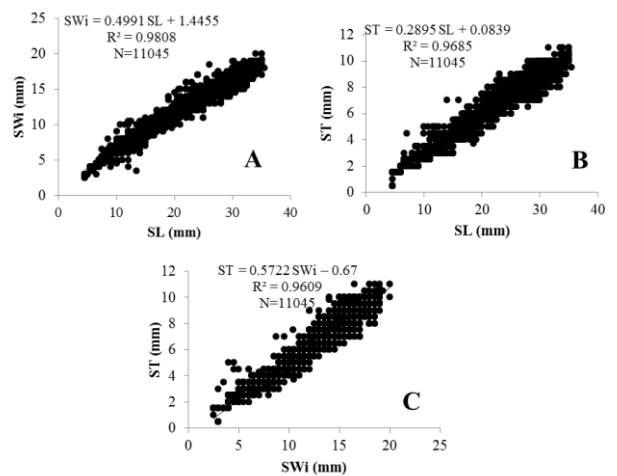 SWi = 0.4991 SL + 1.4455
R² = 0.9808
N=11045
25
20
15
10
5
0
SWi (mm)
0 10 20 30 40
SL (mm)
A
ST = 0.2895 SL + 0.0839
R² = 0.9685
N=11045
12
10
8
6
4
2
0
ST (mm)
0 10 20 30 40
SL (mm)
B
ST = 0.5722 SWi – 0.67
R² = 0.9609
N=11045
12
10
8
6
4
2
0
ST (mm)
0 5 10 15 20 25
SWi (mm)
C